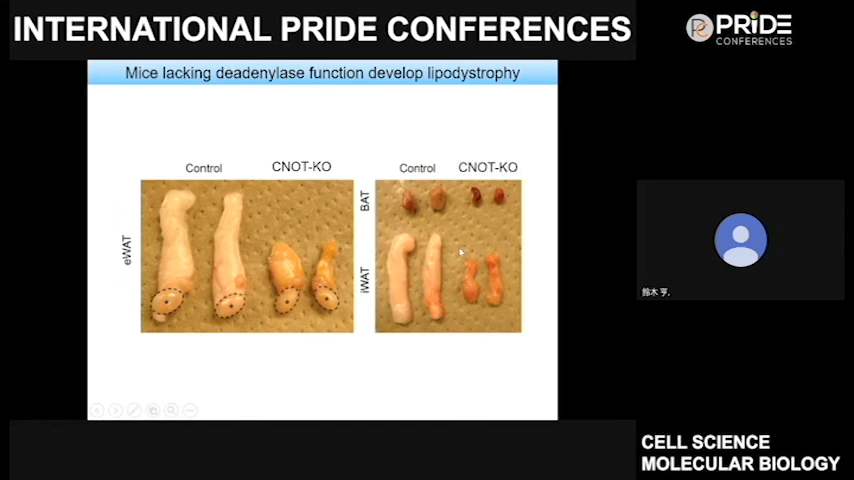 INTERNATIONAL PRIDE CONFERENCES
PRIDE
CONFERENCES
Mice lacking deadenylase function develop lipodystrophy
Control
CNOT-KO
Control
CNOT-KO
eWAT
BAT
iWAT
鈴木 亨.
CELL SCIENCE
MOLECULAR BIOLOGY